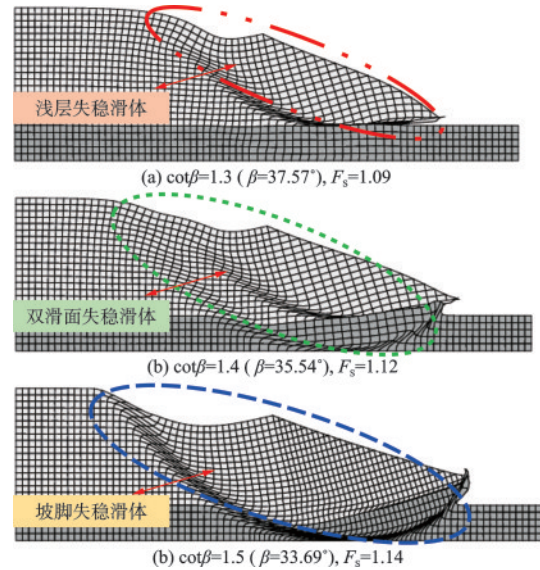 浅层失稳滑体
(a) cotβ=1.3 ( β=37.57°), Fs=1.09
双滑面失稳滑体
(b) cotβ=1.4 ( β=35.54°), Fs=1.12
坡脚失稳滑体
(b) cotβ=1.5 ( β=33.69°), Fs=1.14